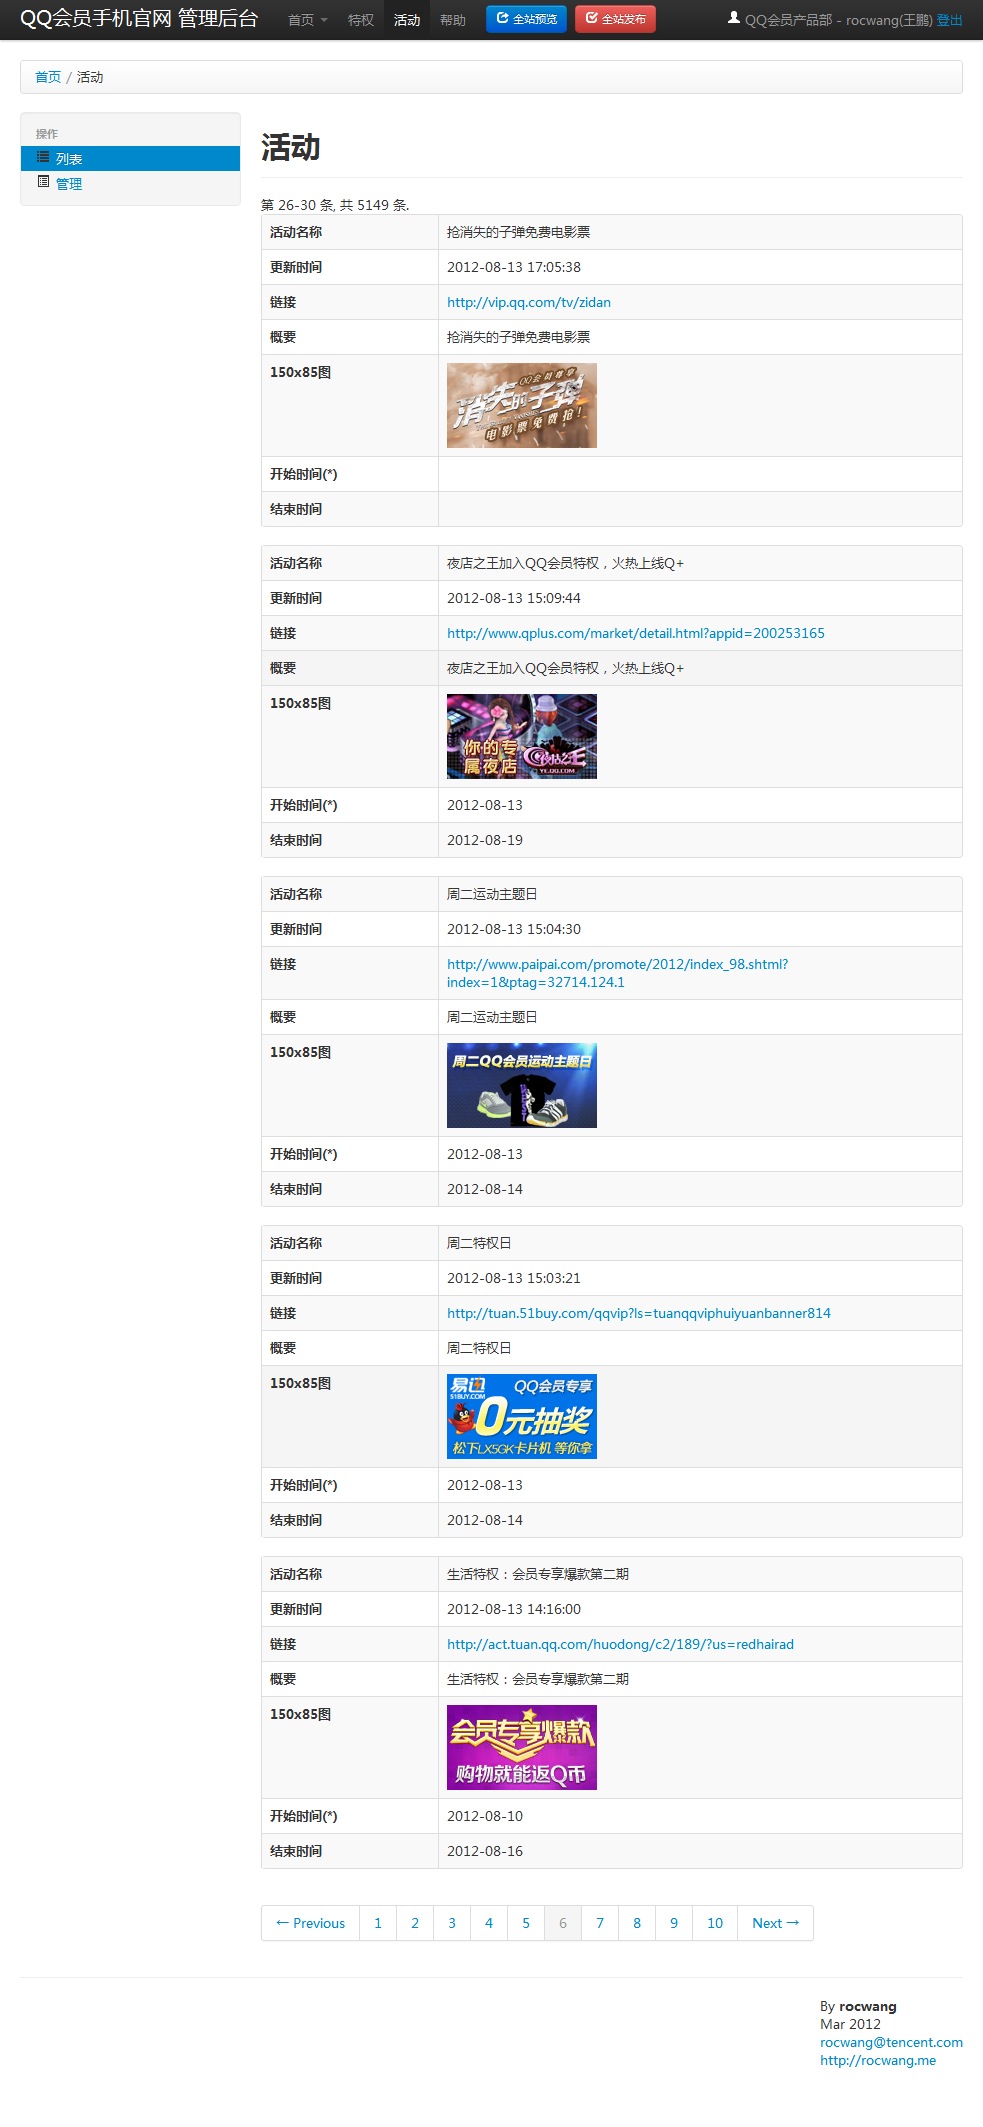 QQ会员手机官网 管理后台 首页 特权 活动 帮助 全站预览 全站发布 QQ会员产品部 - rocwang(王鹏) 登出
首页 / 活动
操作
列表
管理
活动
第 26-30 条, 共 5149 条.
活动名称 抢消失的子弹免费电影票
更新时间 2012-08-13 17:05:38
链接 http://vip.qq.com/tv/zidan
概要 抢消失的子弹免费电影票
150x85图
QQ会员尊享
消失的子弹
电影票免费抢!
开始时间(*)
结束时间
活动名称 夜店之王加入QQ会员特权，火热上线Q+
更新时间 2012-08-13 15:09:44
链接 http://www.qplus.com/market/detail.html?appid=200253165
概要 夜店之王加入QQ会员特权，火热上线Q+
150x85图
你的专
属夜店
夜店之王
YE.QQ.COM
开始时间(*) 2012-08-13
结束时间 2012-08-19
活动名称 周二运动主题日
更新时间 2012-08-13 15:04:30
链接 http://www.paipai.com/promote/2012/index_98.shtml?
index=1&ptag=32714.124.1
概要 周二运动主题日
150x85图
周二QQ会员运动主题日
开始时间(*) 2012-08-13
结束时间 2012-08-14
活动名称 周二特权日
更新时间 2012-08-13 15:03:21
链接 http://tuan.51buy.com/qqvip?ls=tuanqqviphuiyuanbanner814
概要 周二特权日
150x85图
易迅 QQ会员专享
51BUY.COM
0元抽奖
松下LX5GK卡片机 等你拿
开始时间(*) 2012-08-13
结束时间 2012-08-14
活动名称 生活特权：会员专享爆款第二期
更新时间 2012-08-13 14:16:00
链接 http://act.tuan.qq.com/huodong/c2/189/?us=redhairad
概要 生活特权：会员专享爆款第二期
150x85图
会员专享爆款
购物就能返Q币
开始时间(*) 2012-08-10
结束时间 2012-08-16
← Previous 1 2 3 4 5 6 7 8 9 10 Next →
By rocwang
Mar 2012
rocwang@tencent.com
http://rocwang.me